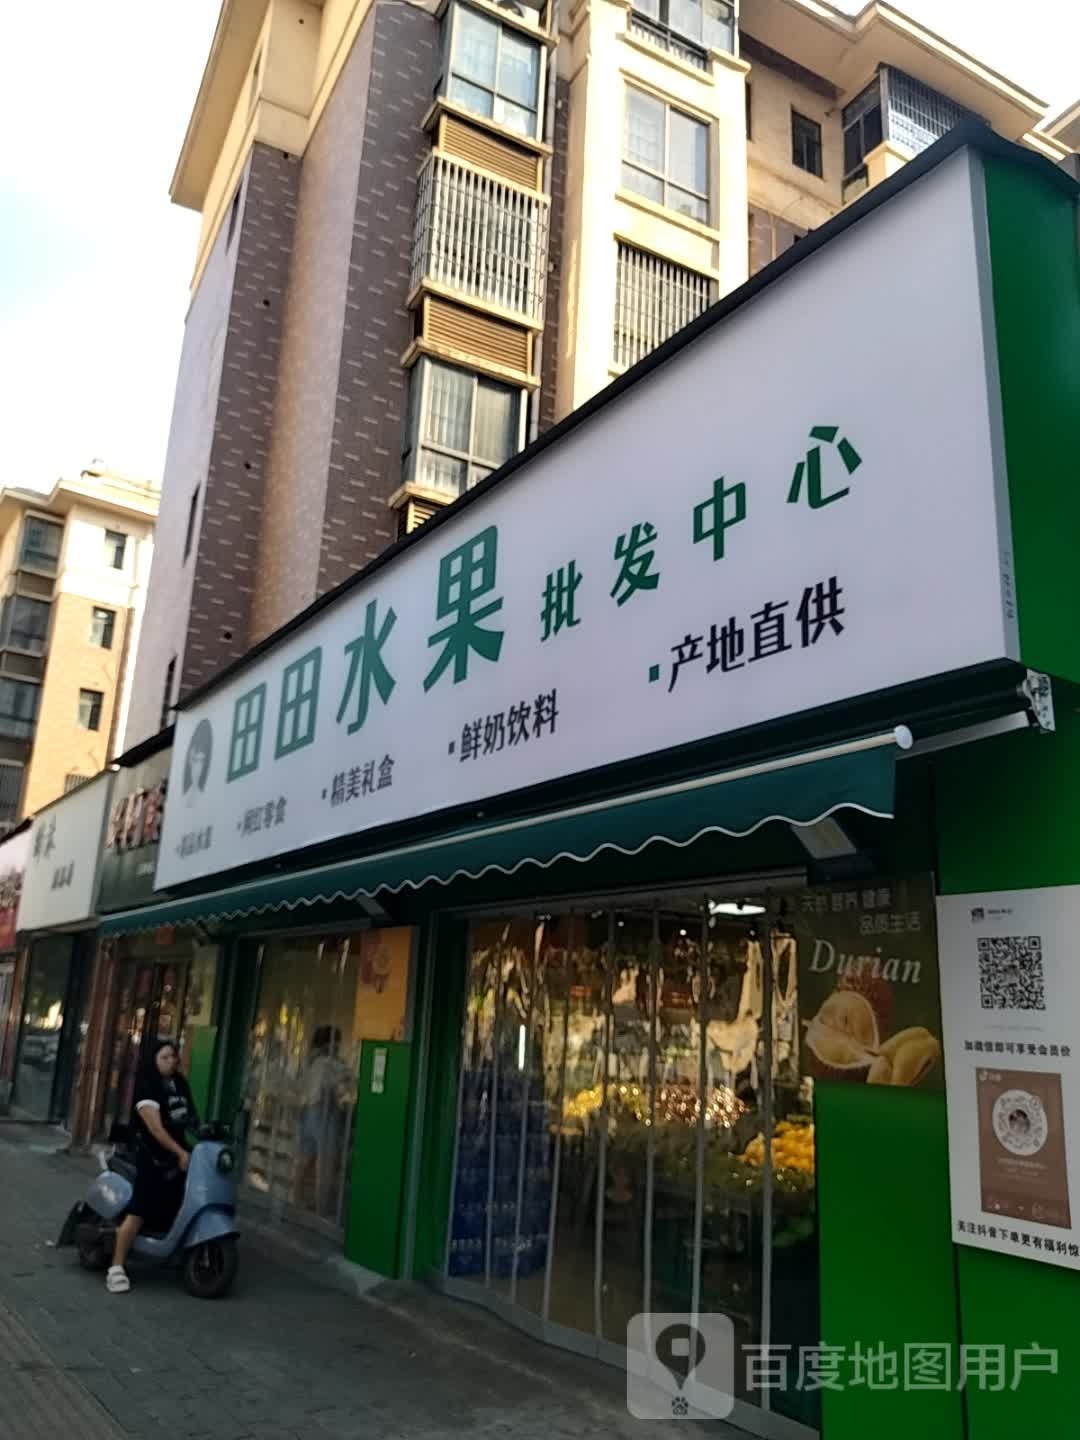 田田水果批发中心
·网红零食 ·精美礼盒 ·鲜奶饮料 ·产地直供
天然 营养 健康
品质生活
Durian
加微信即可享受会员价
关注抖音下单更有福利惊
百度地图用户